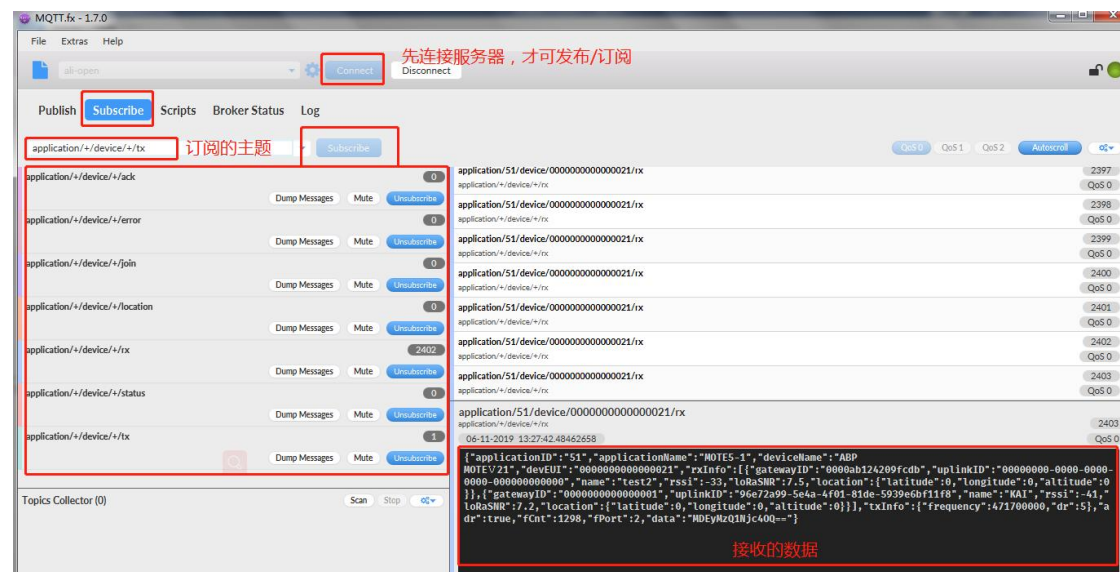 MQTT.fx - 1.7.0
File Extras Help
ali-open
Connect
Disconnect
先连接服务器，才可发布/订阅
Publish Subscribe Scripts Broker Status Log
application/+/device/+/tx
订阅的主题
Subscribe
QoS 0 QoS 1 QoS 2 Autoscroll
application/+/device/+/ack
0
Dump Messages Mute Unsubscribe
application/+/device/+/error
0
Dump Messages Mute Unsubscribe
application/+/device/+/join
0
Dump Messages Mute Unsubscribe
application/+/device/+/location
0
Dump Messages Mute Unsubscribe
application/+/device/+/rx
2402
Dump Messages Mute Unsubscribe
application/+/device/+/status
0
Dump Messages Mute Unsubscribe
application/+/device/+/tx
1
Dump Messages Mute Unsubscribe
Topics Collector (0)
Scan Stop
application/51/device/0000000000000021/rx 2397
application/+/device/+/rx QoS 0
application/51/device/0000000000000021/rx 2398
application/+/device/+/rx QoS 0
application/51/device/0000000000000021/rx 2399
application/+/device/+/rx QoS 0
application/51/device/0000000000000021/rx 2400
application/+/device/+/rx QoS 0
application/51/device/0000000000000021/rx 2401
application/+/device/+/rx QoS 0
application/51/device/0000000000000021/rx 2402
application/+/device/+/rx QoS 0
application/51/device/0000000000000021/rx 2403
application/+/device/+/rx QoS 0
application/51/device/0000000000000021/rx
application/+/device/+/rx 2403
06-11-2019 13:27:42.48462658 QoS 0
{"applicationID":"51","applicationName":"MOTE5-1","deviceName":"ABP
MOTEV21","devEUI":"0000000000000021","rxInfo":[{"gatewayID":"0000ab124209fcdb","uplinkID":"00000000-0000-0000-
0000-000000000000","name":"test2","rssi":-33,"loRaSNR":7.5,"location":{"latitude":0,"longitude":0,"altitude":0
}},{"gatewayID":"0000000000000001","uplinkID":"96e72a99-5e4a-4f01-81de-5939e6bf11f8","name":"KAI","rssi":-41,"
loRaSNR":7.2,"location":{"latitude":0,"longitude":0,"altitude":0}}],"txInfo":{"frequency":471700000,"dr":5},"a
dr":true,"fCnt":1298,"fPort":2,"data":"MDEyMzQ1Njc4OQ=="}
接收的数据